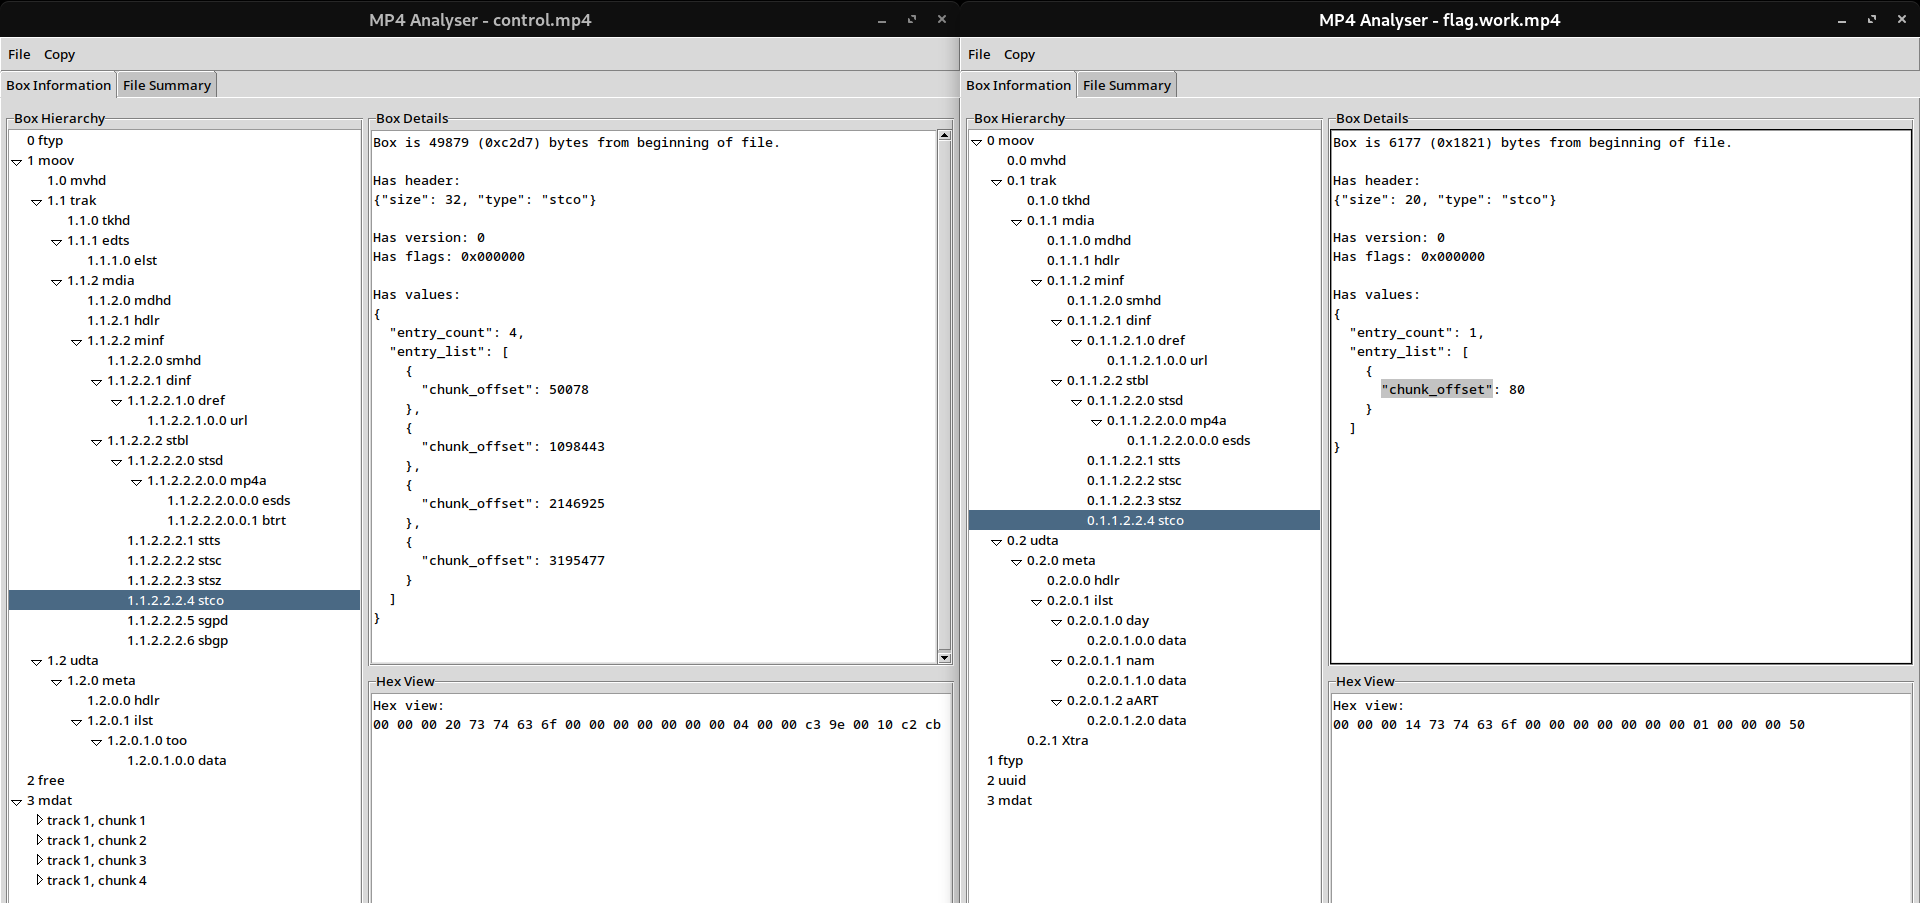 MP4 Analyser - control.mp4
File Copy
Box Information File Summary
Box Hierarchy
0 ftyp
1 moov
1.0 mvhd
1.1 trak
1.1.0 tkhd
1.1.1 edts
1.1.1.0 elst
1.1.2 mdia
1.1.2.0 mdhd
1.1.2.1 hdlr
1.1.2.2 minf
1.1.2.2.0 smhd
1.1.2.2.1 dinf
1.1.2.2.1.0 dref
1.1.2.2.1.0.0 url
1.1.2.2.2 stbl
1.1.2.2.2.0 stsd
1.1.2.2.2.0.0 mp4a
1.1.2.2.2.0.0.0 esds
1.1.2.2.2.0.0.1 btrt
1.1.2.2.2.1 stts
1.1.2.2.2.2 stsc
1.1.2.2.2.3 stsz
1.1.2.2.2.4 stco
1.1.2.2.2.5 sgpd
1.1.2.2.2.6 sbgp
1.2 udta
1.2.0 meta
1.2.0.0 hdlr
1.2.0.1 ilst
1.2.0.1.0 too
1.2.0.1.0.0 data
2 free
3 mdat
track 1, chunk 1
track 1, chunk 2
track 1, chunk 3
track 1, chunk 4
Box Details
Box is 49879 (0xc2d7) bytes from beginning of file.
Has header:
{"size": 32, "type": "stco"}
Has version: 0
Has flags: 0x000000
Has values:
{
"entry_count": 4,
"entry_list": [
{
"chunk_offset": 50078
},
{
"chunk_offset": 1098443
},
{
"chunk_offset": 2146925
},
{
"chunk_offset": 3195477
}
]
}
Hex View
Hex view:
00 00 00 20 73 74 63 6f 00 00 00 00 00 00 00 04 00 00 c3 9e 00 10 c2 cb
MP4 Analyser - flag.work.mp4
File Copy
Box Information File Summary
Box Hierarchy
0 moov
0.0 mvhd
0.1 trak
0.1.0 tkhd
0.1.1 mdia
0.1.1.0 mdhd
0.1.1.1 hdlr
0.1.1.2 minf
0.1.1.2.0 smhd
0.1.1.2.1 dinf
0.1.1.2.1.0 dref
0.1.1.2.1.0.0 url
0.1.1.2.2 stbl
0.1.1.2.2.0 stsd
0.1.1.2.2.0.0 mp4a
0.1.1.2.2.0.0.0 esds
0.1.1.2.2.1 stts
0.1.1.2.2.2 stsc
0.1.1.2.2.3 stsz
0.1.1.2.2.4 stco
0.2 udta
0.2.0 meta
0.2.0.0 hdlr
0.2.0.1 ilst
0.2.0.1.0 day
0.2.0.1.0.0 data
0.2.0.1.1 nam
0.2.0.1.1.0 data
0.2.0.1.2 aART
0.2.0.1.2.0 data
0.2.1 Xtra
1 ftyp
2 uuid
3 mdat
Box Details
Box is 6177 (0x1821) bytes from beginning of file.
Has header:
{"size": 20, "type": "stco"}
Has version: 0
Has flags: 0x000000
Has values:
{
"entry_count": 1,
"entry_list": [
{
"chunk_offset": 80
}
]
}
Hex View
Hex view:
00 00 00 14 73 74 63 6f 00 00 00 00 00 00 00 01 00 00 00 50